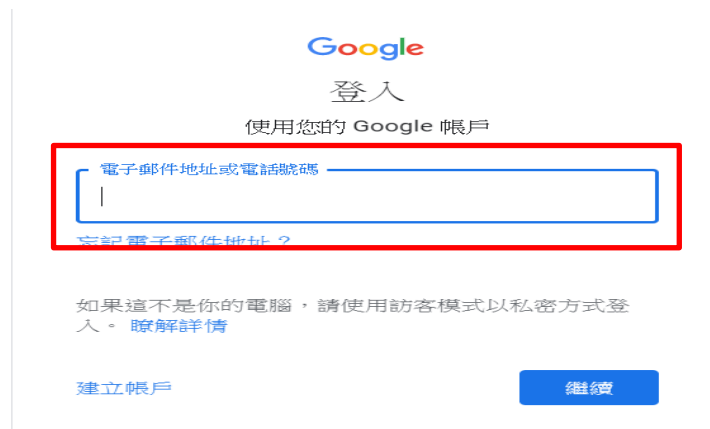 Google
登入
使用您的 Google 帳戶
電子郵件地址或電話號碼
忘記電子郵件地址？
如果這不是你的電腦，請使用訪客模式以私密方式登
入。瞭解詳情
建立帳戶
繼續